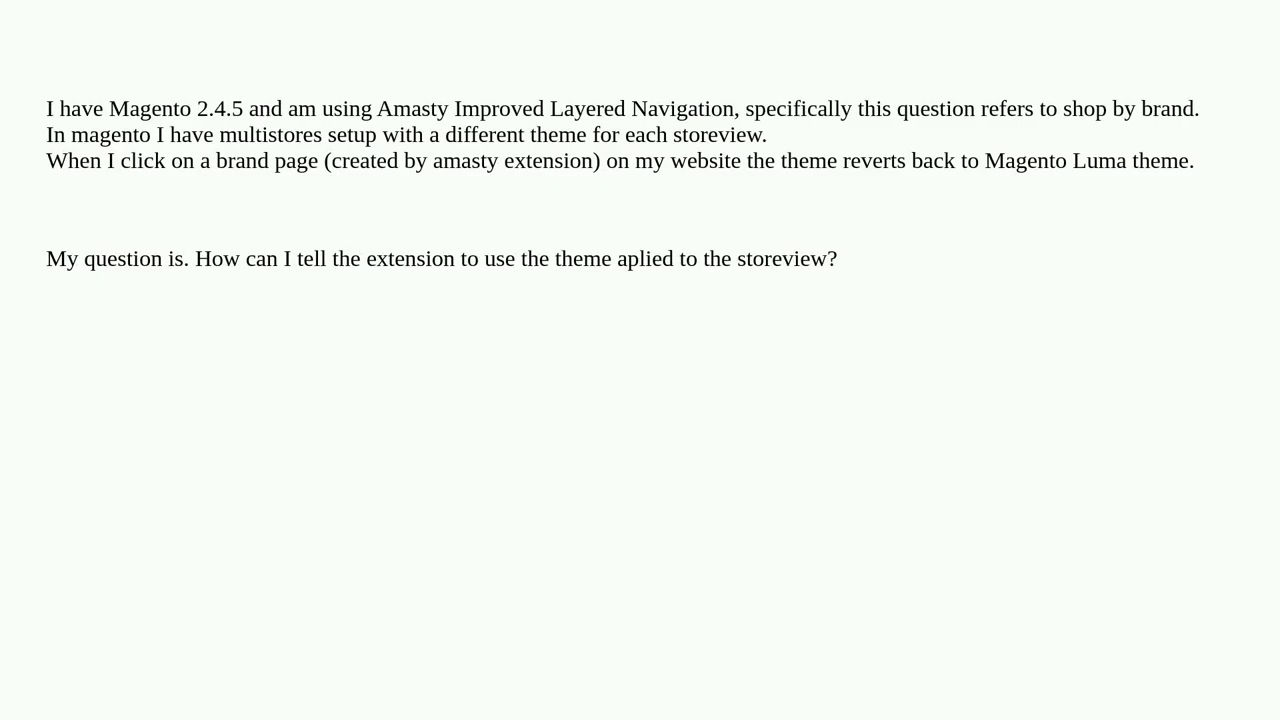 I have Magento 2.4.5 and am using Amasty Improved Layered Navigation, specifically this question refers to shop by brand.
In magento I have multistores setup with a different theme for each storeview.
When I click on a brand page (created by amasty extension) on my website the theme reverts back to Magento Luma theme.
My question is. How can I tell the extension to use the theme aplied to the storeview?